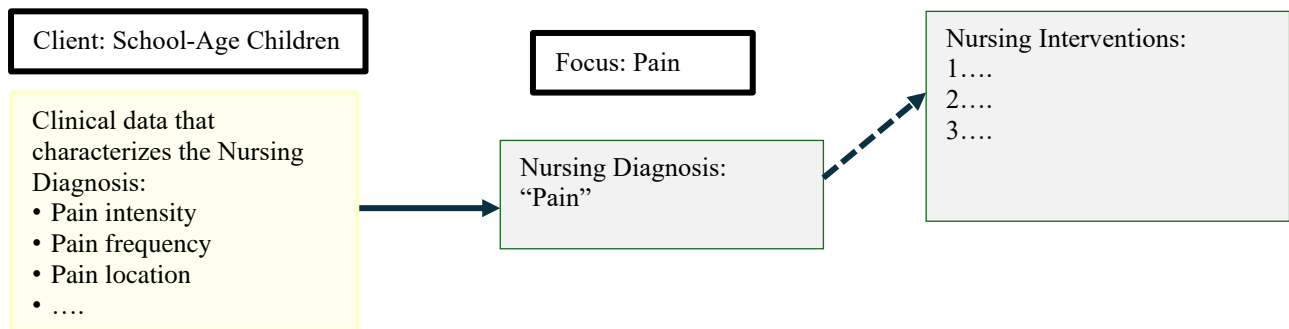 Client: School-Age Children
Clinical data that
characterizes the Nursing
Diagnosis:
• Pain intensity
• Pain frequency
• Pain location
• ….
Focus: Pain
Nursing Diagnosis:
“Pain”
Nursing Interventions:
1….
2….
3….